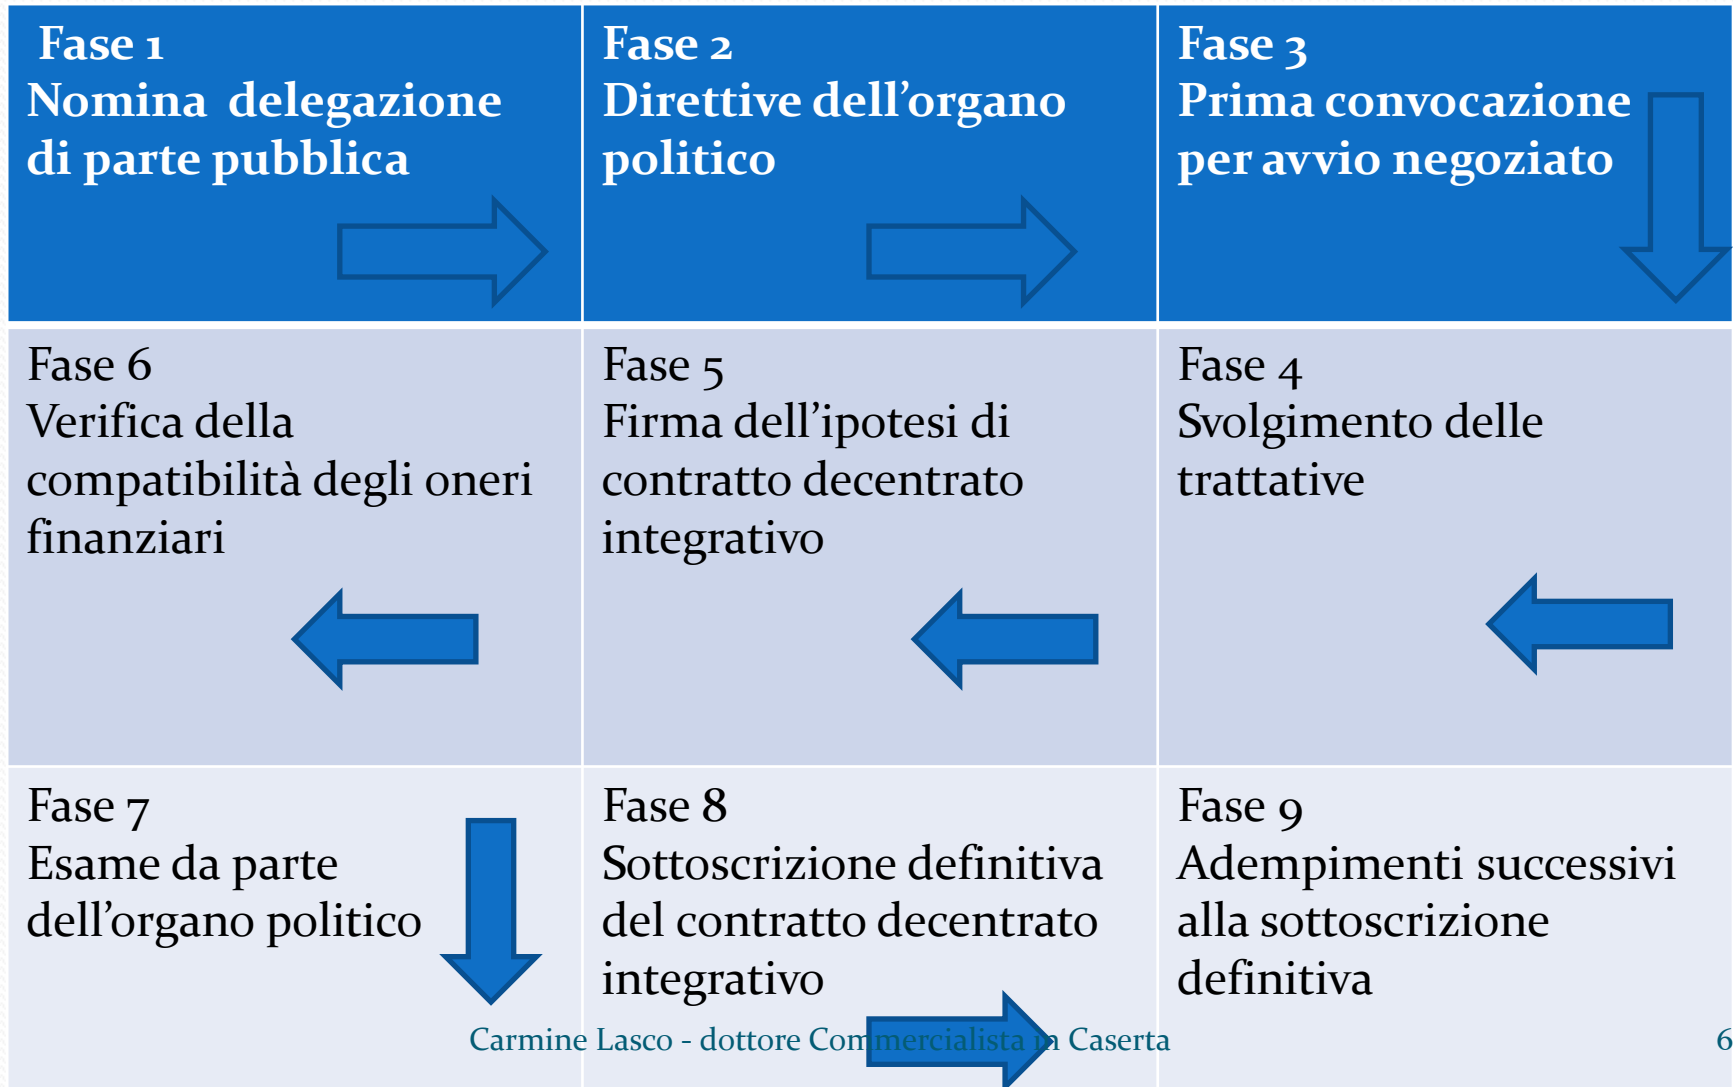 Fase 1
Nomina delegazione
di parte pubblica
Fase 2
Direttive dell’organo
politico
Fase 3
Prima convocazione
per avvio negoziato
Fase 6
Verifica della
compatibilità degli oneri
finanziari
Fase 5
Firma dell’ipotesi di
contratto decentrato
integrativo
Fase 4
Svolgimento delle
trattative
Fase 7
Esame da parte
dell’organo politico
Fase 8
Sottoscrizione definitiva
del contratto decentrato
integrativo
Fase 9
Adempimenti successivi
alla sottoscrizione
definitiva
Carmine Lasco - dottore Commercialista in Caserta
6